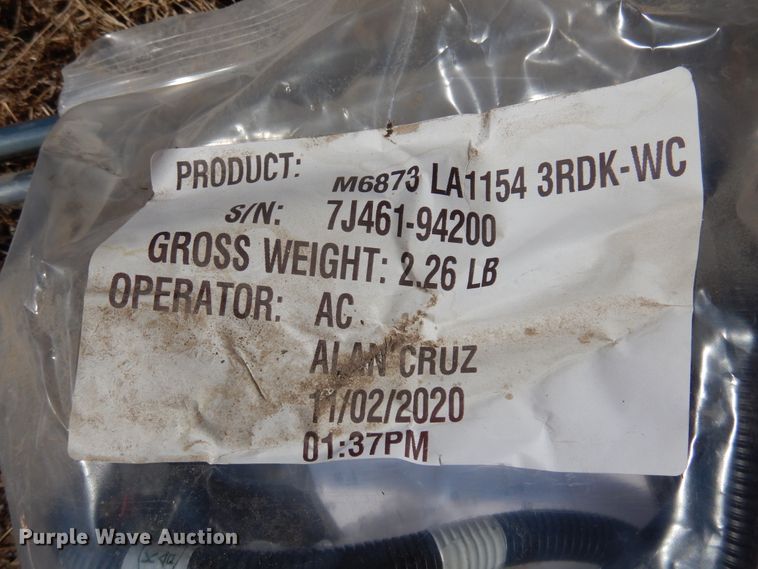 PRODUCT: M6873 LA1154 3RDK-WC
S/N: 7J461-94200
GROSS WEIGHT: 2.26 LB
OPERATOR: AC
ALAN CRUZ
11/02/2020
01:37PM
Purple Wave Auction